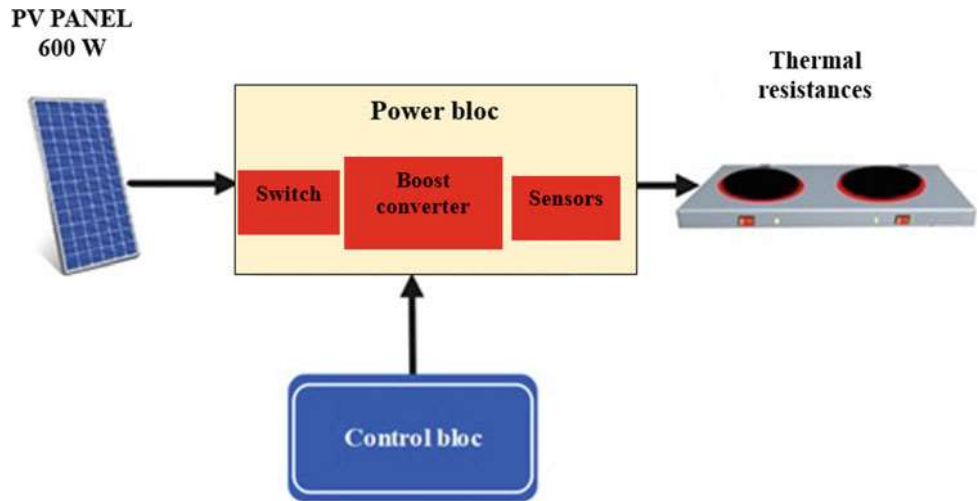 PV PANEL
600 W
Power bloc
Switch
Boost
converter
Sensors
Thermal
resistances
Control bloc